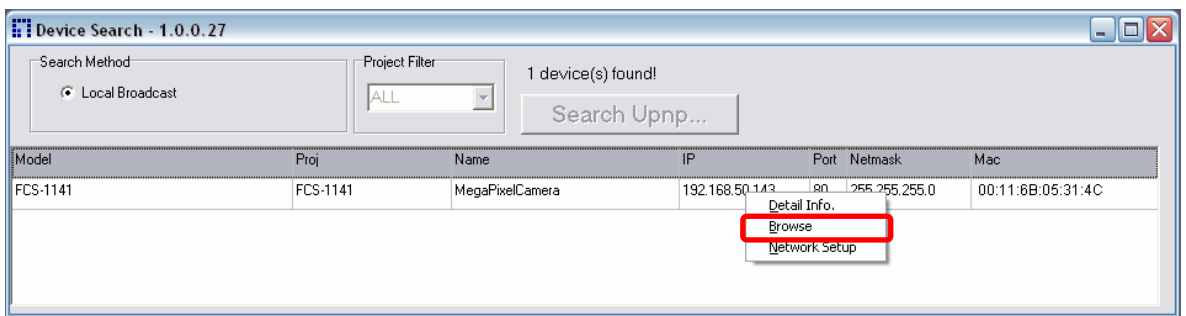 Device Search - 1.0.0.27
Search Method
Local Broadcast
Project Filter
ALL
1 device(s) found!
Search Upnp...
Model Proj Name IP Port Netmask Mac
FCS-1141 FCS-1141 MegaPixelCamera 192.168.50.143 80 255.255.255.0 00:11:6B:05:31:4C
Detail Info.
Browse
Network Setup